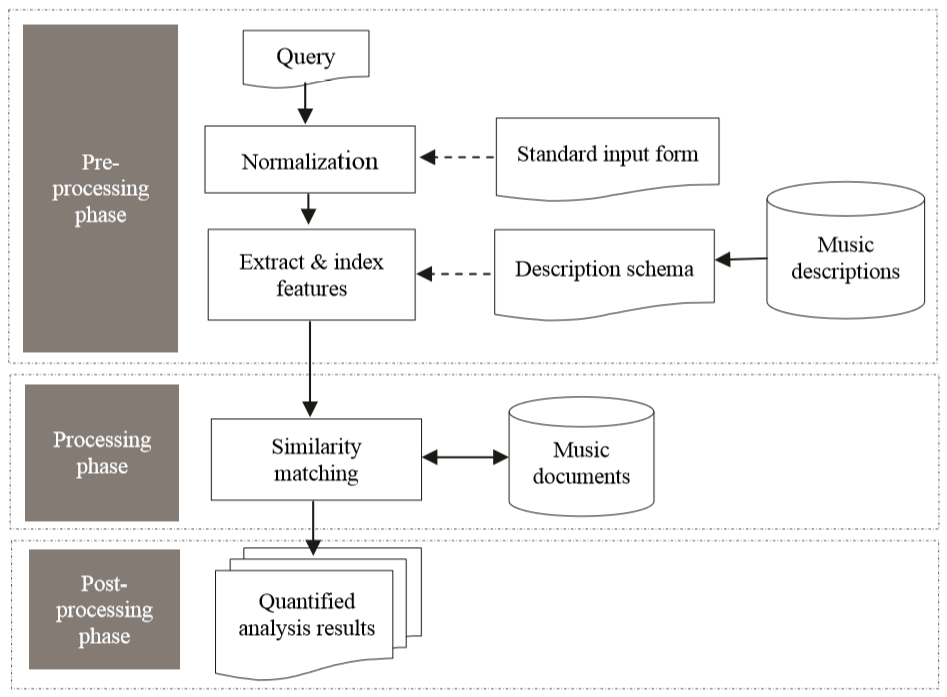 Pre-
processing
phase
Query
Normalization
Standard input form
Extract & index
features
Description schema
Music
descriptions
Processing
phase
Similarity
matching
Music
documents
Post-
processing
phase
Quantified
analysis results